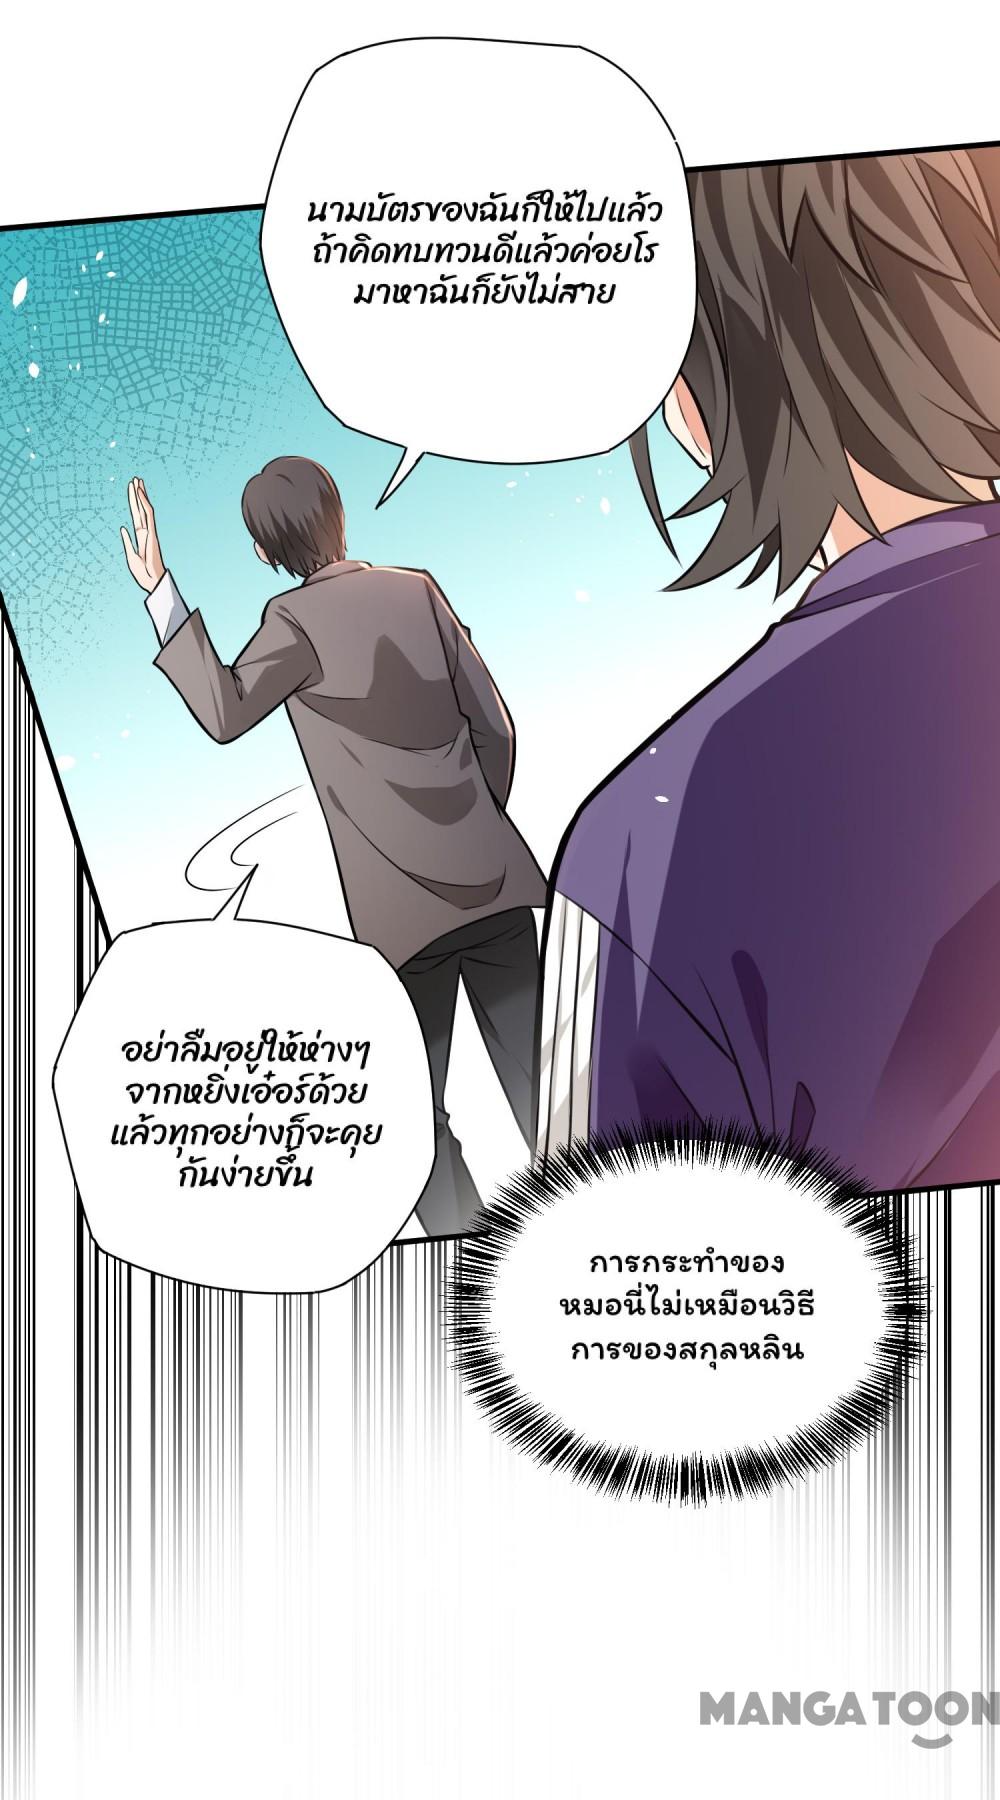 นามบัตรของฉันก็ให้ไปแล้ว
ถ้าคิดทบทวนดีแล้วค่อยโร
มาหาฉันก็ยังไม่สาย
อย่าลืมอยู่ให้ห่างๆ
จากหยิ่งเอ๋อร์ด้วย
แล้วทุกอย่างก็จะคุย
กันง่ายขึ้น
การกระทำของ
หมอนี่ไม่เหมือนวิธี
การของสกุลหลิน
MANGATOON